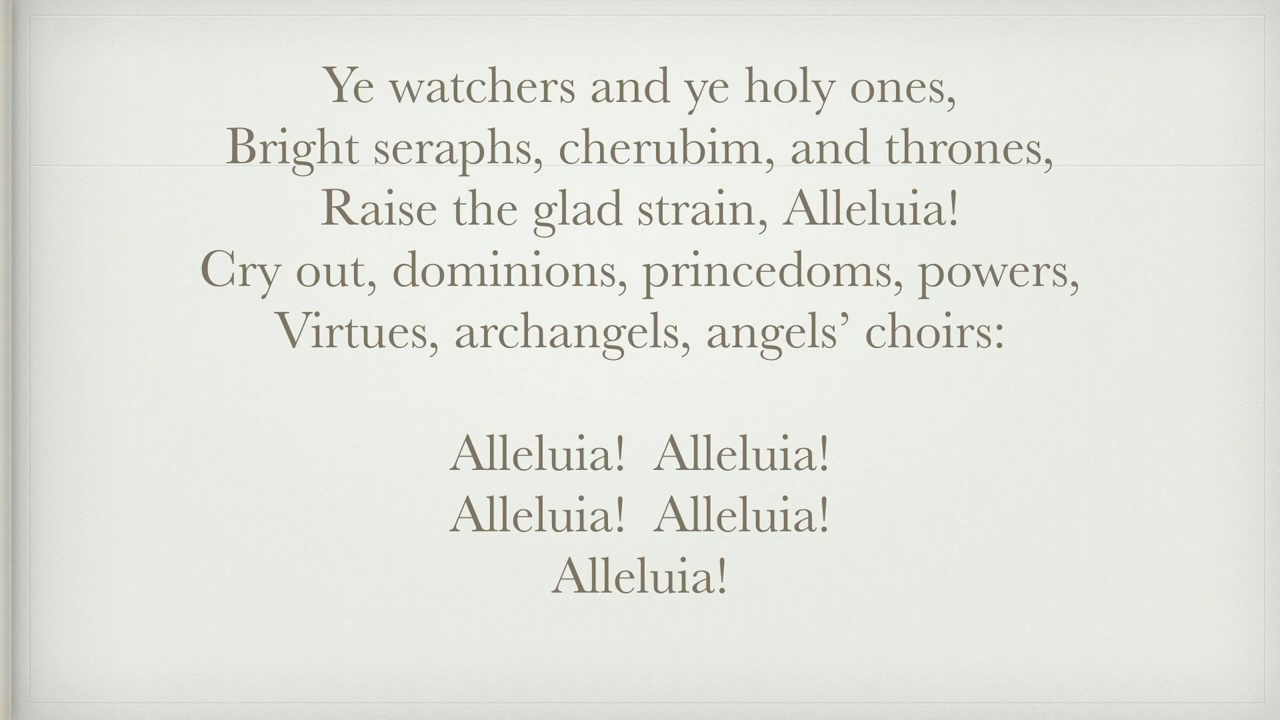 Ye watchers and ye holy ones,
Bright seraphs, cherubim, and thrones,
Raise the glad strain, Alleluia!
Cry out, dominions, princedoms, powers,
Virtues, archangels, angels’ choirs:
Alleluia!  Alleluia!
Alleluia!  Alleluia!
Alleluia!